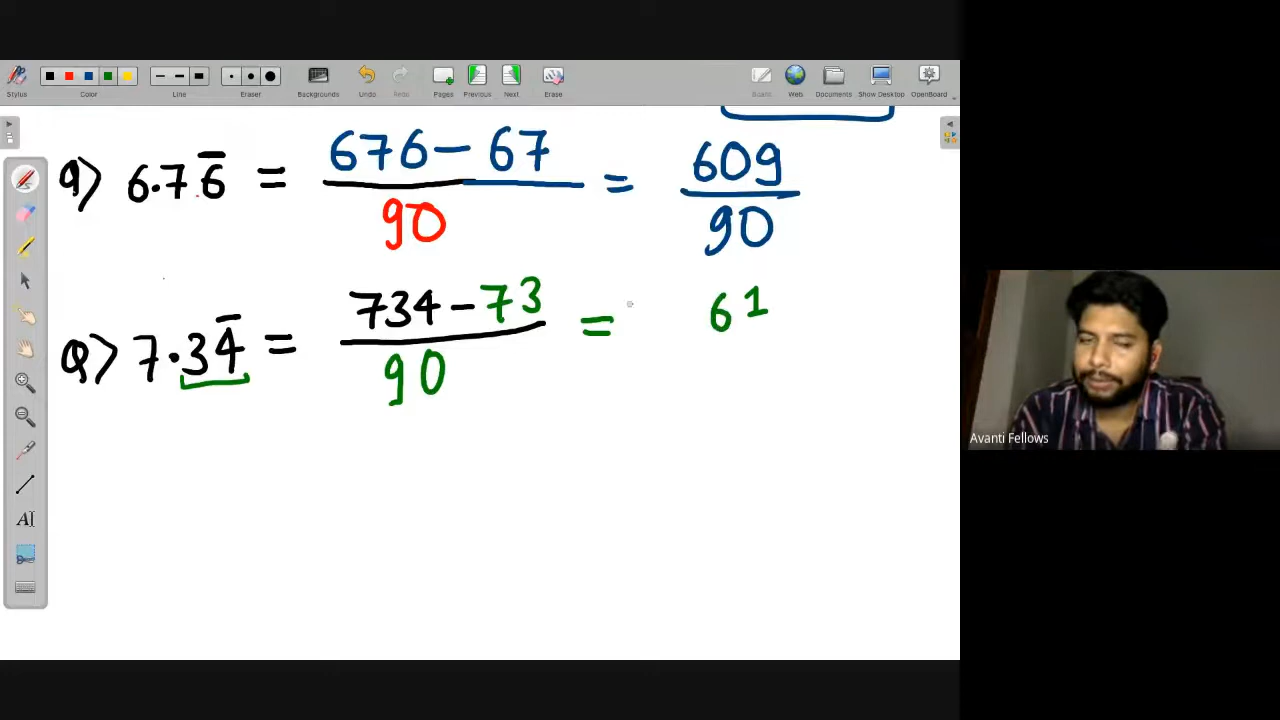 Stylus Color Line Eraser Backgrounds Undo Redo Pages Previous Next Erase Board Web Documents Show Desktop OpenBoard
Q> 6.76̅ = 676 - 67 / 90 = 609 / 90
Q> 7.34̅ = 734 - 73 / 90 = 61
Avanti Fellows